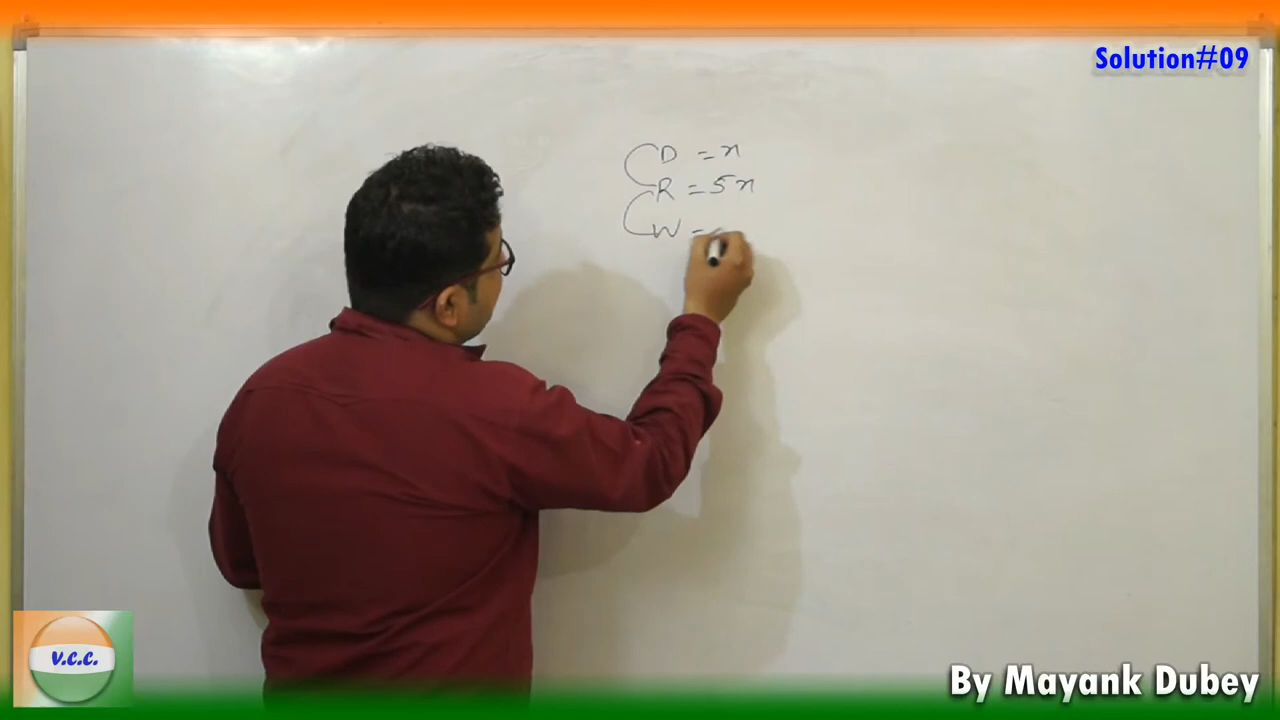 Solution#09
D = x
R = 5x
W =
V.C.C.
By Mayank Dubey